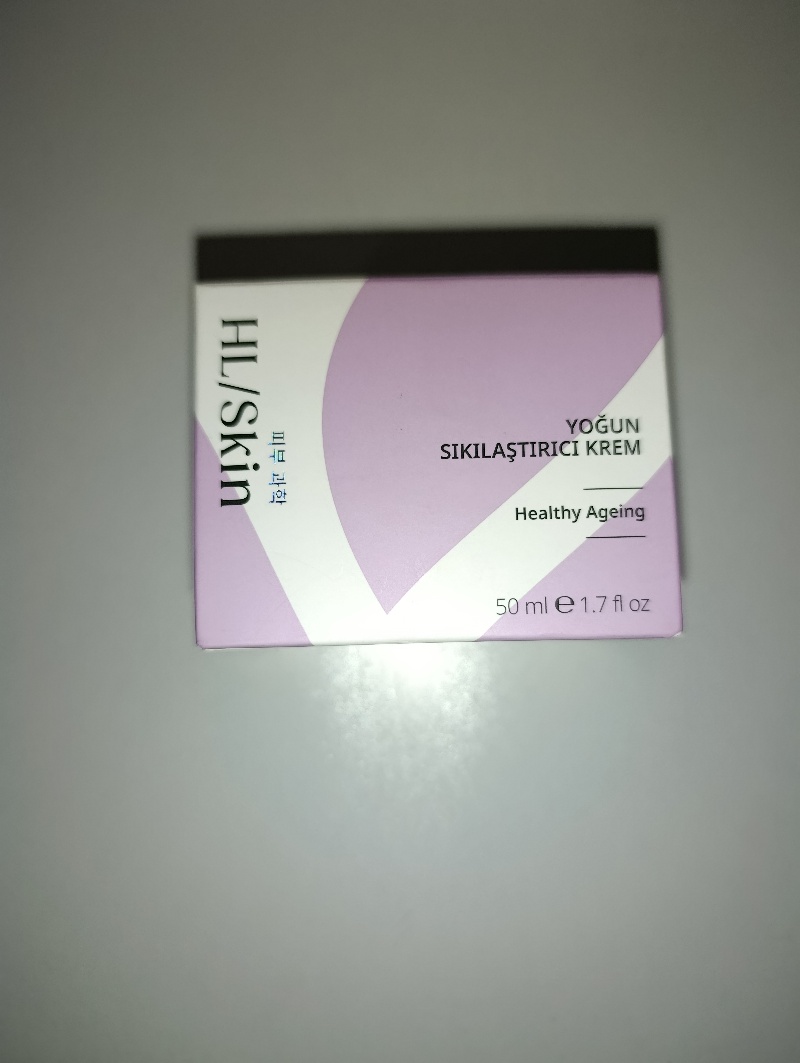 HL/Skin
피부 과학
YOĞUN
SIKILAŞTIRICI KREM
Healthy Ageing
50 ml ℮ 1.7 fl oz